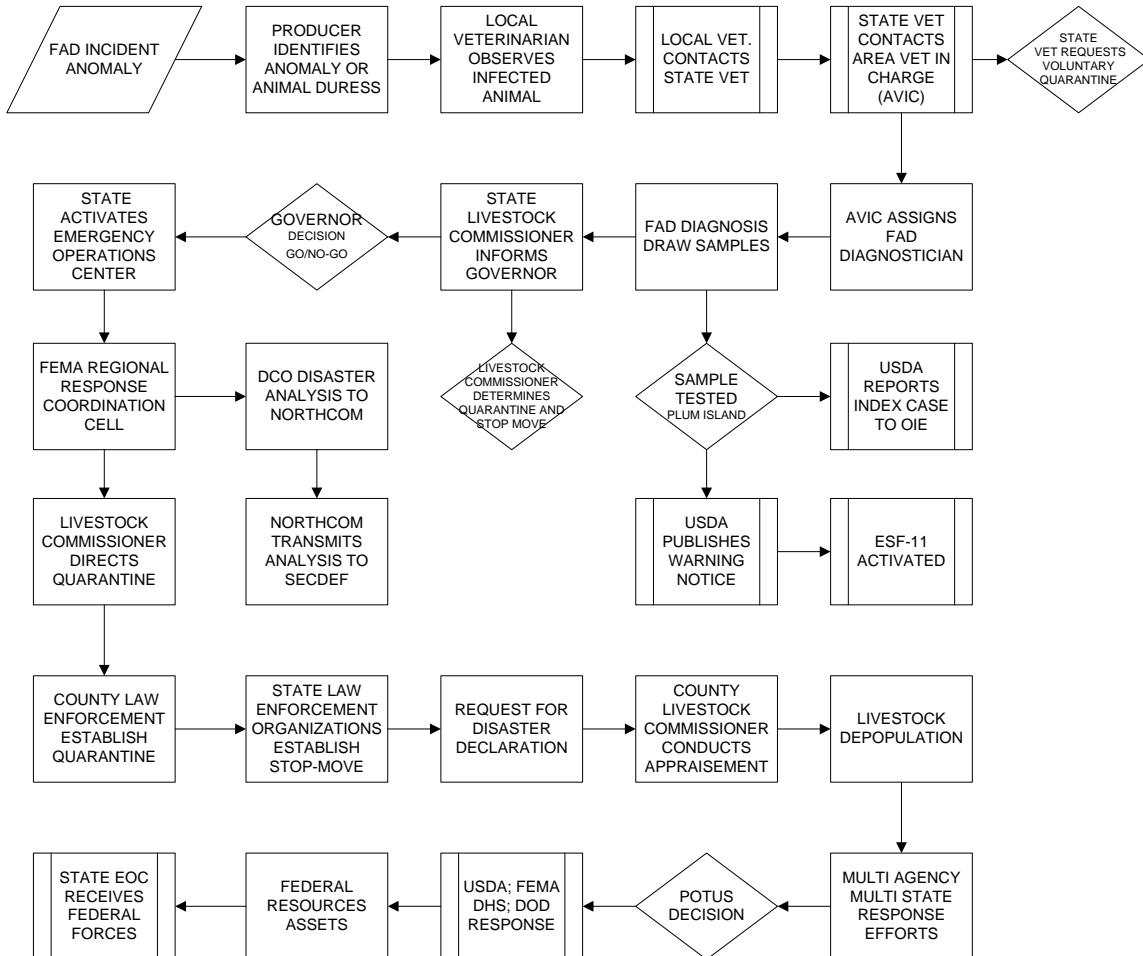 FAD INCIDENT
ANOMALY
PRODUCER
IDENTIFIES
ANOMALY OR
ANIMAL DURESS
LOCAL
VETERINARIAN
OBSERVES
INFECTED
ANIMAL
LOCAL VET.
CONTACTS
STATE VET
STATE VET
CONTACTS
AREA VET IN
CHARGE
(AVIC)
STATE
VET REQUESTS
VOLUNTARY
QUARANTINE
STATE
ACTIVATES
EMERGENCY
OPERATIONS
CENTER
GOVERNOR
DECISION
GO/NO-GO
STATE
LIVESTOCK
COMMISSIONER
INFORMS
GOVERNOR
FAD DIAGNOSIS
DRAW SAMPLES
AVIC ASSIGNS
FAD
DIAGNOSTICIAN
FEMA REGIONAL
RESPONSE
COORDINATION
CELL
DCO DISASTER
ANALYSIS TO
NORTHCOM
LIVESTOCK
COMMISSIONER
DETERMINES
QUARANTINE AND
STOP MOVE
SAMPLE
TESTED
PLUM ISLAND
USDA
REPORTS
INDEX CASE
TO OIE
LIVESTOCK
COMMISSIONER
DIRECTS
QUARANTINE
NORTHCOM
TRANSMITS
ANALYSIS TO
SECDEF
USDA
PUBLISHES
WARNING
NOTICE
ESF-11
ACTIVATED
COUNTY LAW
ENFORCEMENT
ESTABLISH
QUARANTINE
STATE LAW
ENFORCEMENT
ORGANIZATIONS
ESTABLISH
STOP-MOVE
REQUEST FOR
DISASTER
DECLARATION
COUNTY
LIVESTOCK
COMMISSIONER
CONDUCTS
APPRAISEMENT
LIVESTOCK
DEPOPULATION
STATE EOC
RECEIVES
FEDERAL
FORCES
FEDERAL
RESOURCES
ASSETS
USDA; FEMA
DHS; DOD
RESPONSE
POTUS
DECISION
MULTI AGENCY
MULTI STATE
RESPONSE
EFFORTS